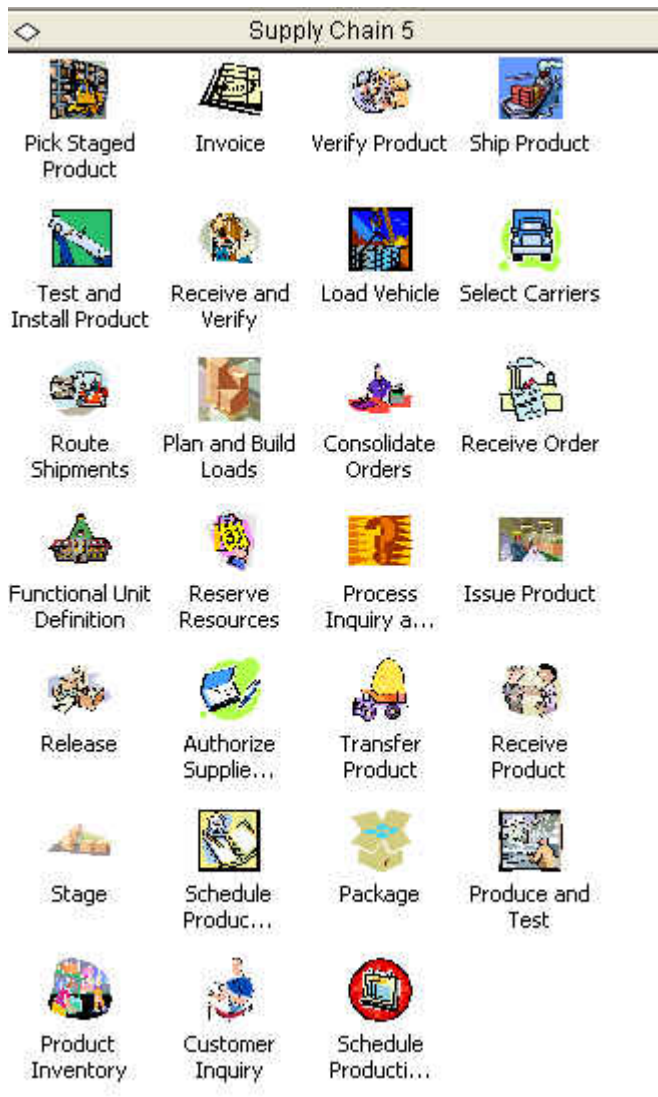 Supply Chain 5
Pick Staged Invoice Verify Product Ship Product
Product
Test and Receive and Load Vehicle Select Carriers
Install Product Verify
Route Plan and Build Consolidate Receive Order
Shipments Loads Orders
Functional Unit Reserve Process Issue Product
Definition Resources Inquiry a...
Release Authorize Transfer Receive
Supplie... Product Product
Stage Schedule Package Produce and
Produc... Test
Product Customer Schedule
Inventory Inquiry Producti...